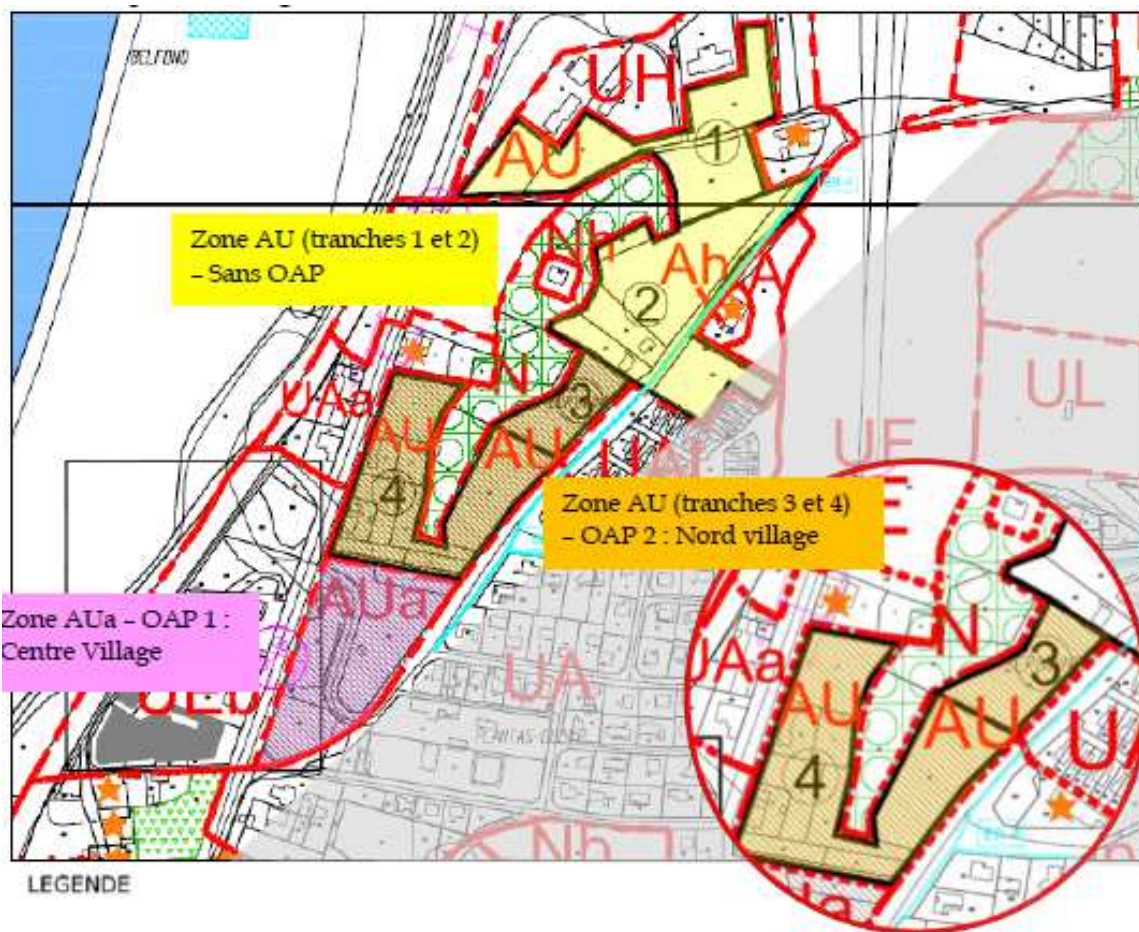 BELFOND
UH
AU
1
Zone AU (tranches 1 et 2)
– Sans OAP
Nh
Ah
A
2
UL
N
3
UAa
AU
AU
UE
4
U
Zone AU (tranches 3 et 4)
– OAP 2 : Nord village
Zone AUa – OAP 1 :
Centre Village
AUa
UA
N
3
UAa
AU
AU
U
4
Nh
LEGENDE